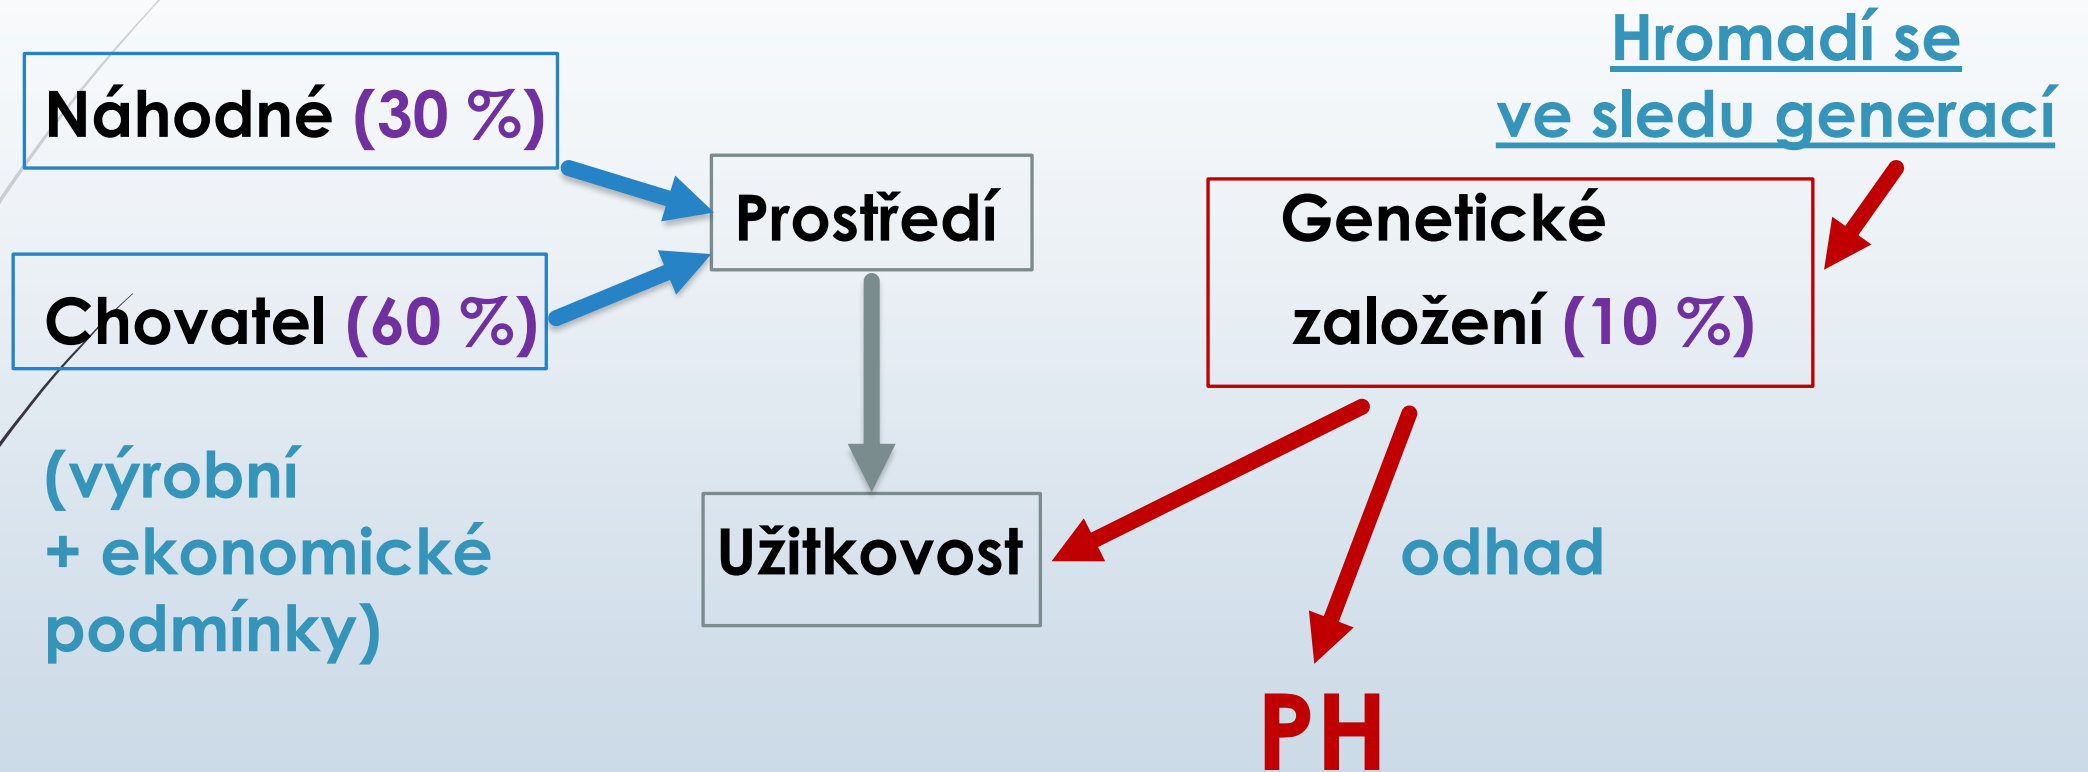 Hromadí se
ve sledu generací
Náhodné (30 %)
Prostředí
Genetické
založení (10 %)
Chovatel (60 %)
(výrobní
+ ekonomické
podmínky)
Užitkovost
odhad
PH